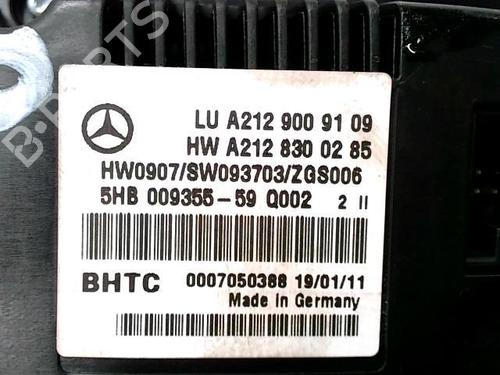 LU A212 900 91 09
HW A212 830 02 85
HW0907/SW093703/ZGS006
5HB 009355-59 Q002 2 II
BHTC 0007050388 19/01/11
Made in Germany
B-PARTS